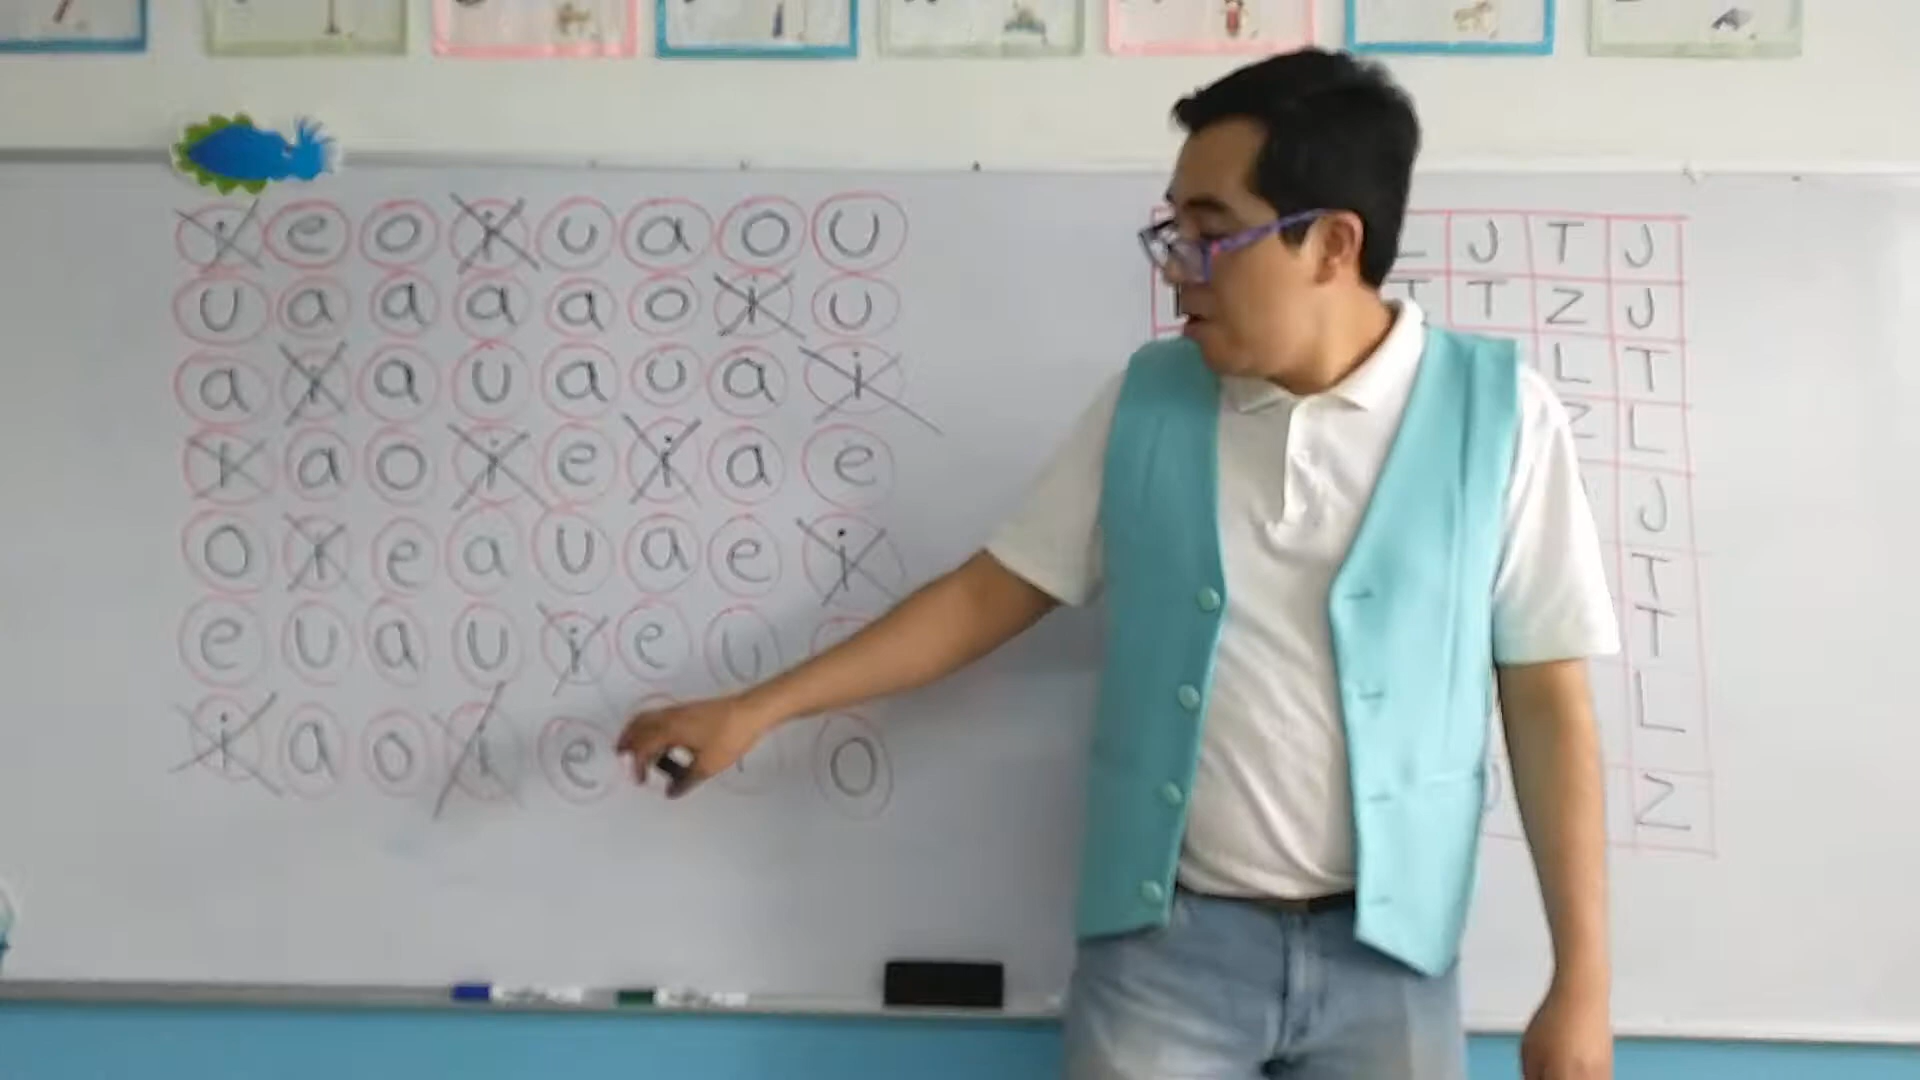 i e o i u a o u
u a a a a o i u
a i a u a u a i
i a o i e i a e
o i e a u a e i
e u a u i e u
i a o i e o
L J T J
T T Z J
L T
Z L
J
T
T
L
Z